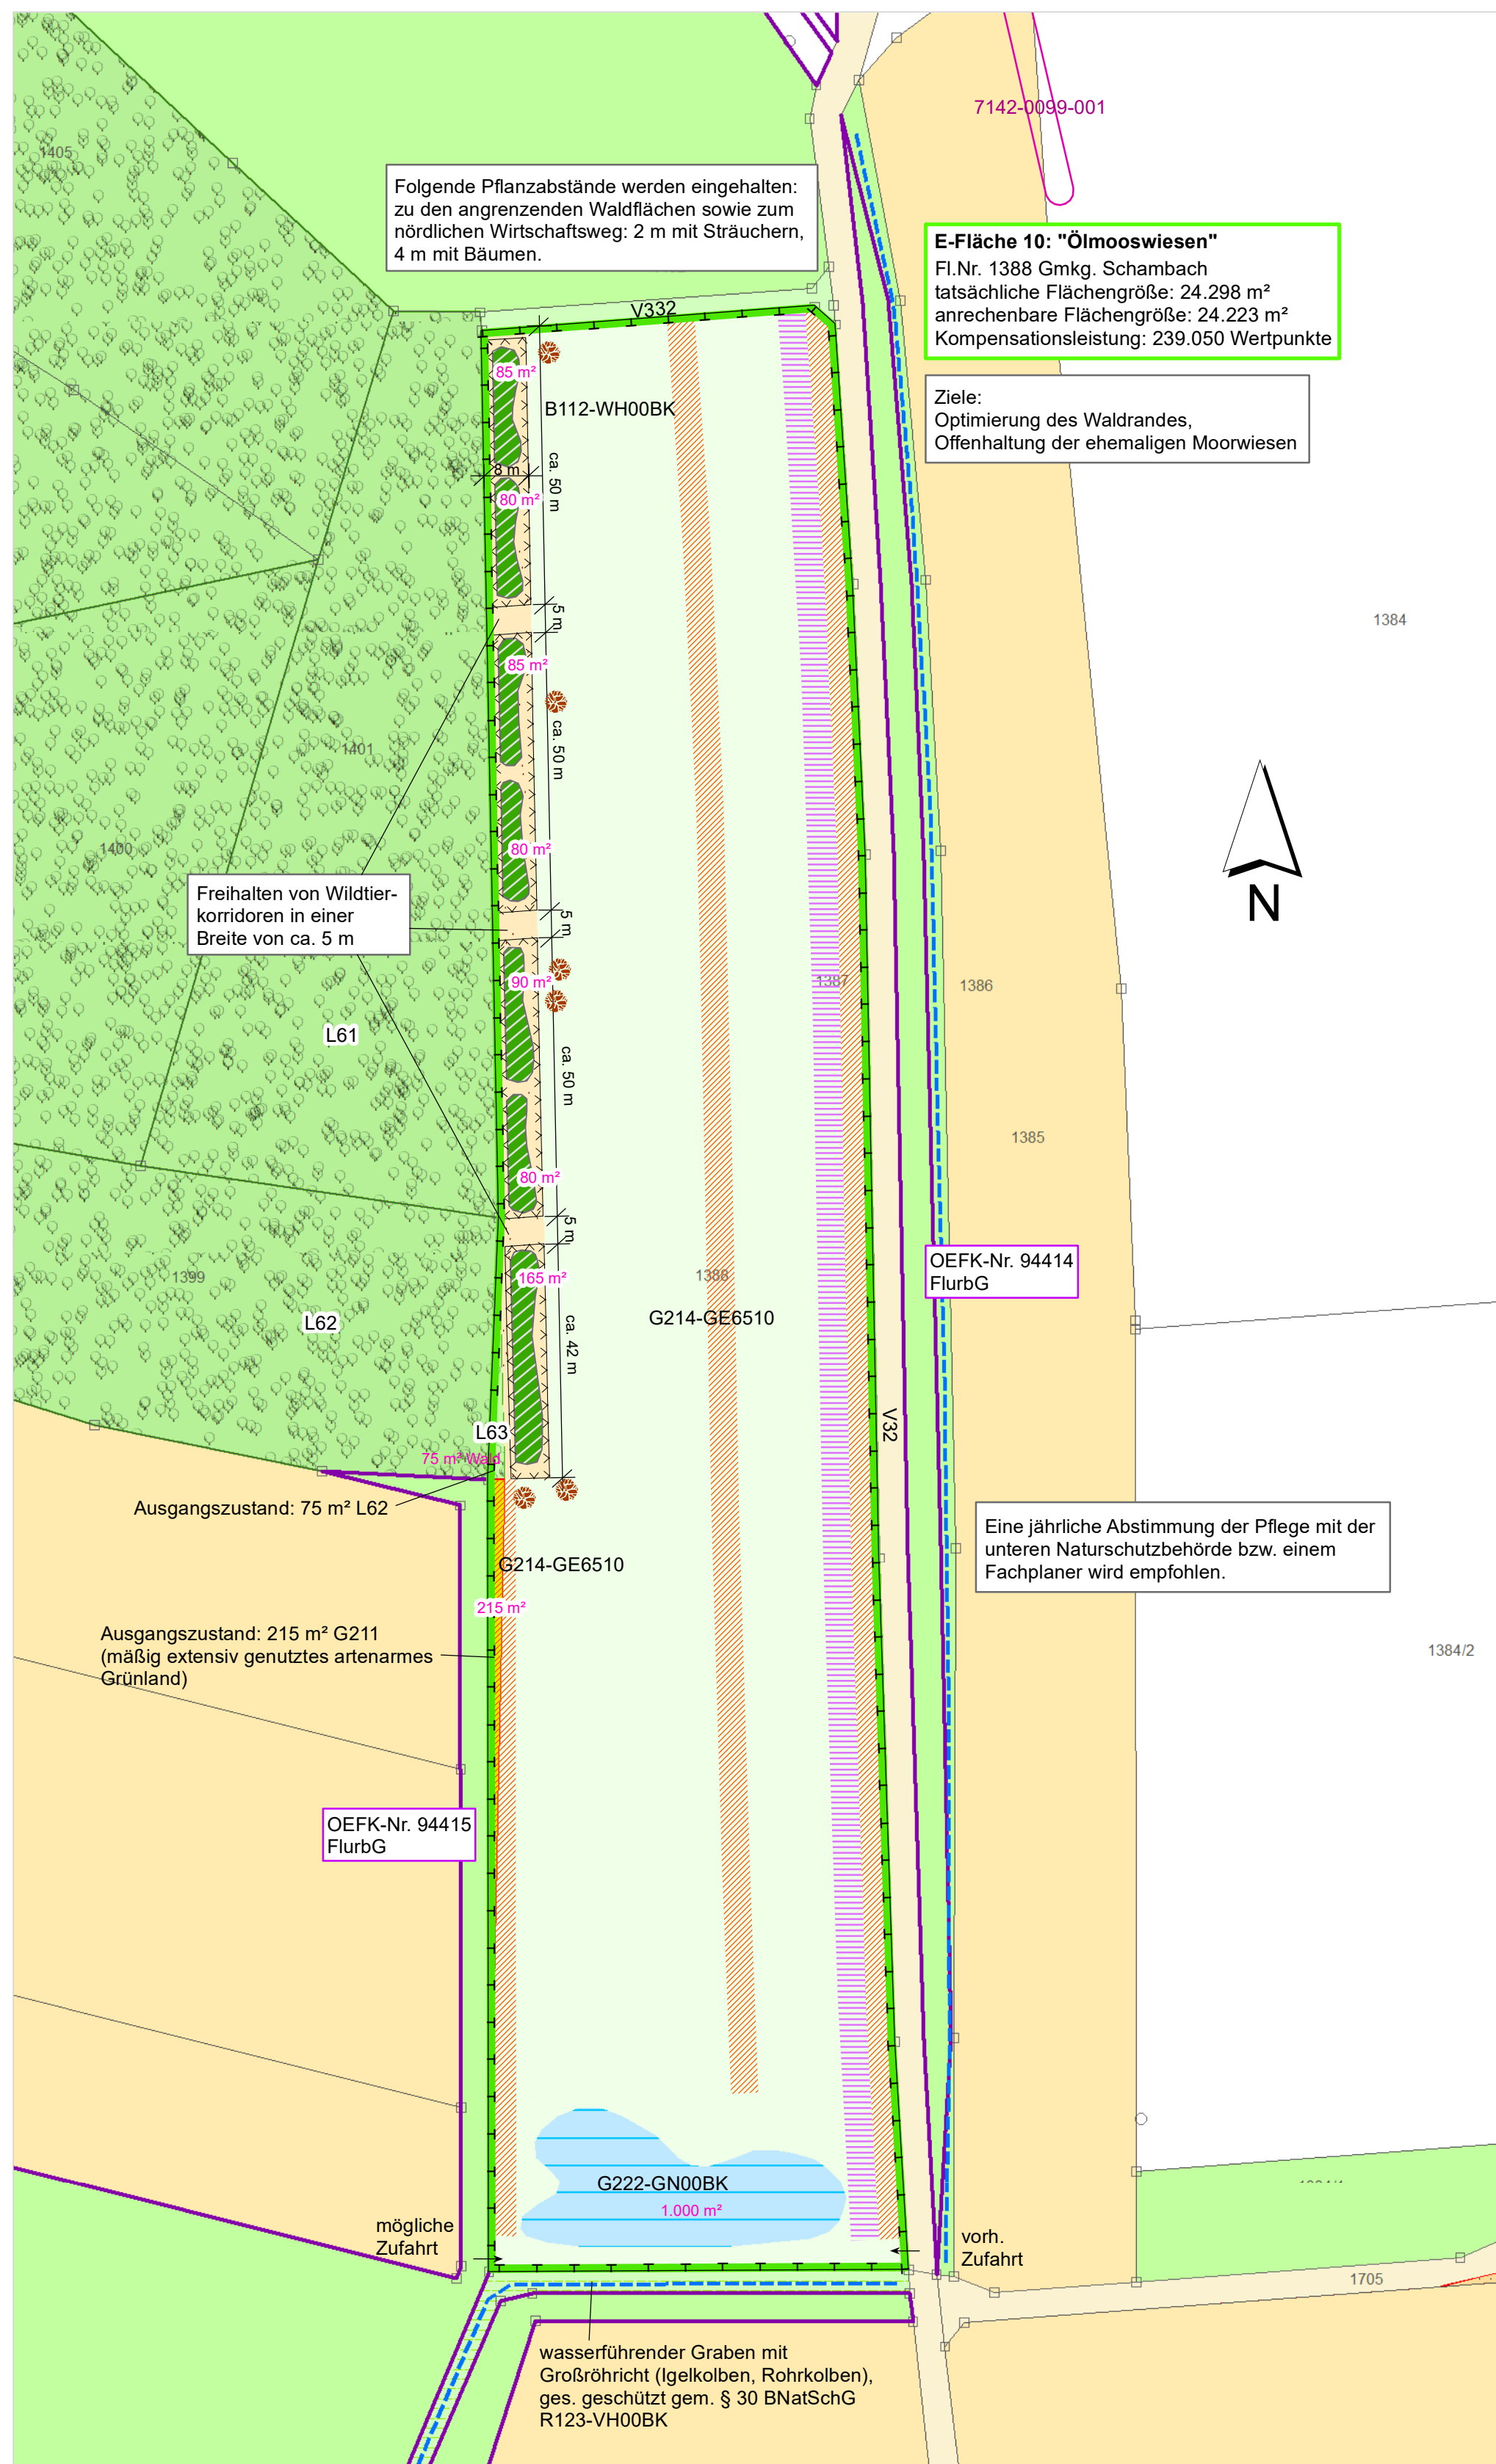 7142-0099-001
1405
Folgende Pflanzabstände werden eingehalten:
zu den angrenzenden Waldflächen sowie zum
nördlichen Wirtschaftsweg: 2 m mit Sträuchern,
4 m mit Bäumen.
E-Fläche 10: "Ölmooswiesen"
Fl.Nr. 1388 Gmkg. Schambach
tatsächliche Flächengröße: 24.298 m²
anrechenbare Flächengröße: 24.223 m²
Kompensationsleistung: 239.050 Wertpunkte
Ziele:
Optimierung des Waldrandes,
Offenhaltung der ehemaligen Moorwiesen
V332
85 m²
B112-WH00BK
8 m
ca. 50 m
80 m²
5 m
1384
85 m²
ca. 50 m
1401
1400
80 m²
Freihalten von Wildtier-
korridoren in einer
Breite von ca. 5 m
5 m
N
90 m²
1387
1386
L61
ca. 50 m
1385
80 m²
5 m
OEFK-Nr. 94414
FlurbG
1399
165 m²
1388
G214-GE6510
L62
ca. 42 m
L63
V32
75 m² Wald
Ausgangszustand: 75 m² L62
Eine jährliche Abstimmung der Pflege mit der
unteren Naturschutzbehörde bzw. einem
Fachplaner wird empfohlen.
G214-GE6510
215 m²
Ausgangszustand: 215 m² G211
(mäßig extensiv genutztes artenarmes
Grünland)
1384/2
OEFK-Nr. 94415
FlurbG
G222-GN00BK
1.000 m²
mögliche
Zufahrt
vorh.
Zufahrt
1705
wasserführender Graben mit
Großröhricht (Igelkolben, Rohrkolben),
ges. geschützt gem. § 30 BNatSchG
R123-VH00BK